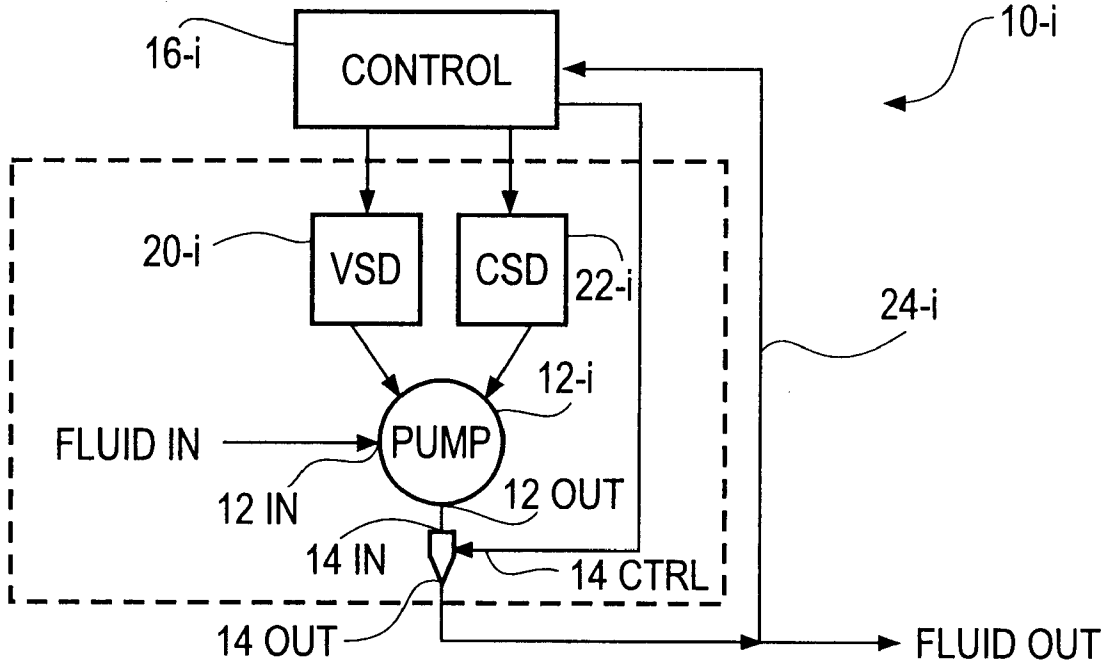 10-i
16-i
CONTROL
20-i
VSD
CSD
22-i
24-i
12-i
FLUID IN
PUMP
12 IN
12 OUT
14 IN
14 CTRL
14 OUT
FLUID OUT